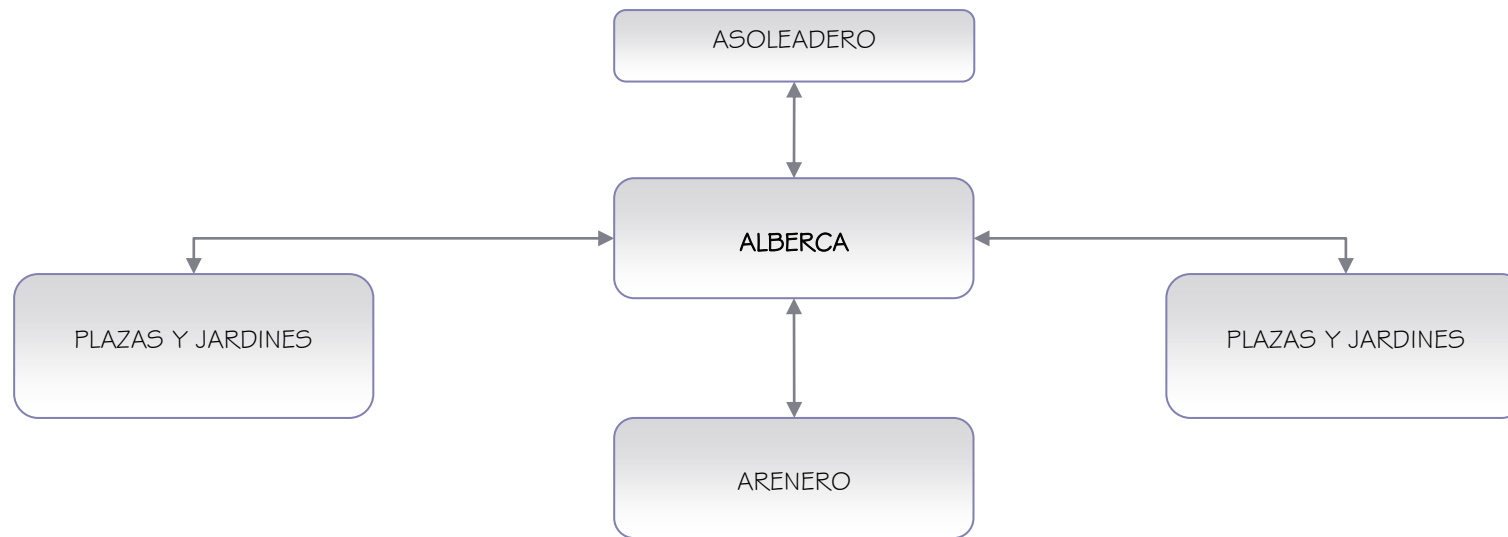 ASOLEADERO
ALBERCA
PLAZAS Y JARDINES
PLAZAS Y JARDINES
ARENERO